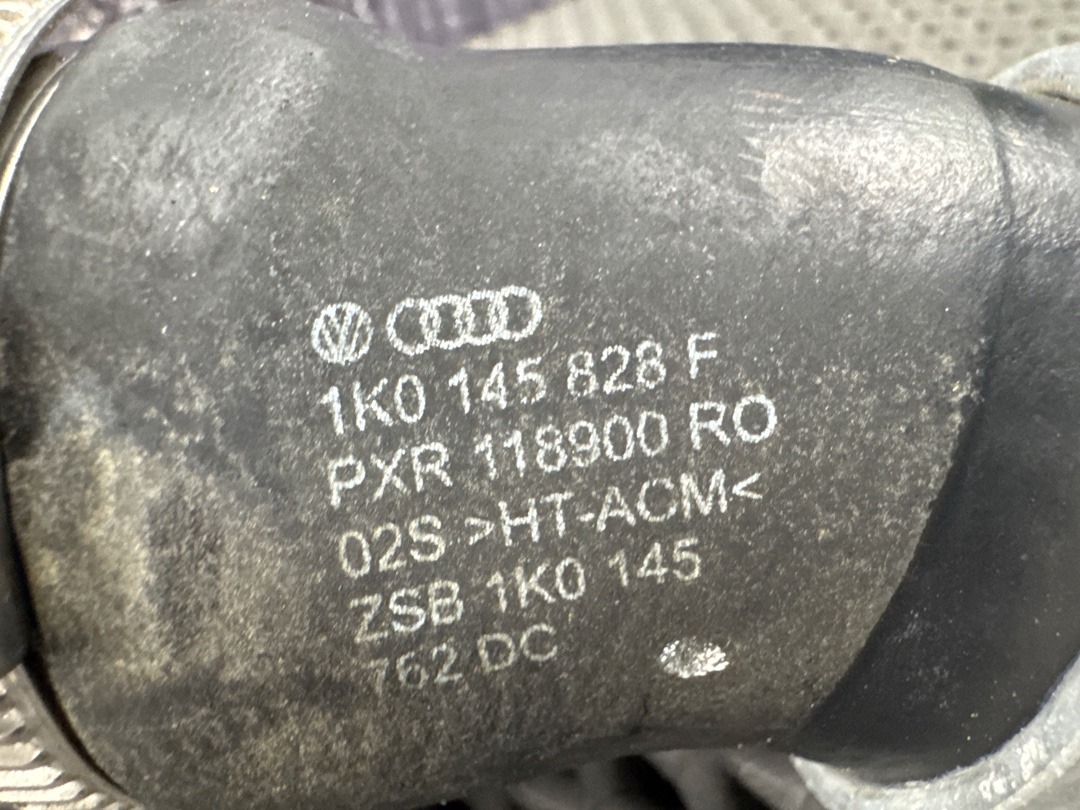 1K0 145 828 F
PXR 118900 RO
02S >HT-ACM<
ZSB 1K0 145
762 DC